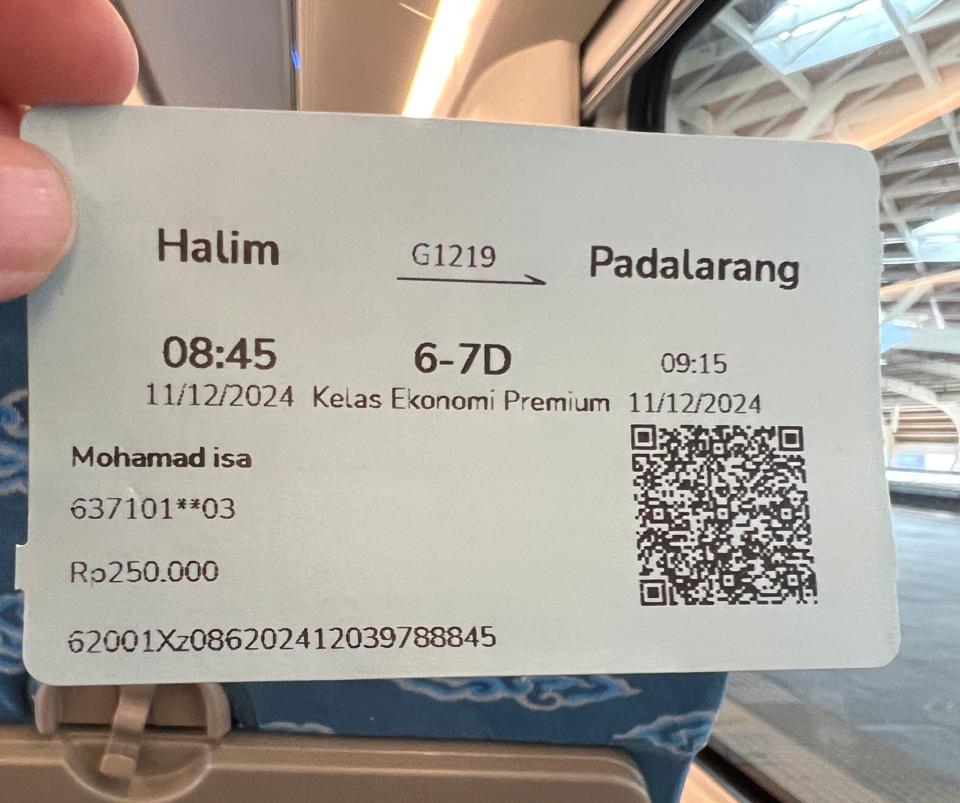 Halim G1219 Padalarang
08:45 6-7D 09:15
11/12/2024 Kelas Ekonomi Premium 11/12/2024
Mohamad isa
637101**03
Rp250.000
62001Xz086202412039788845